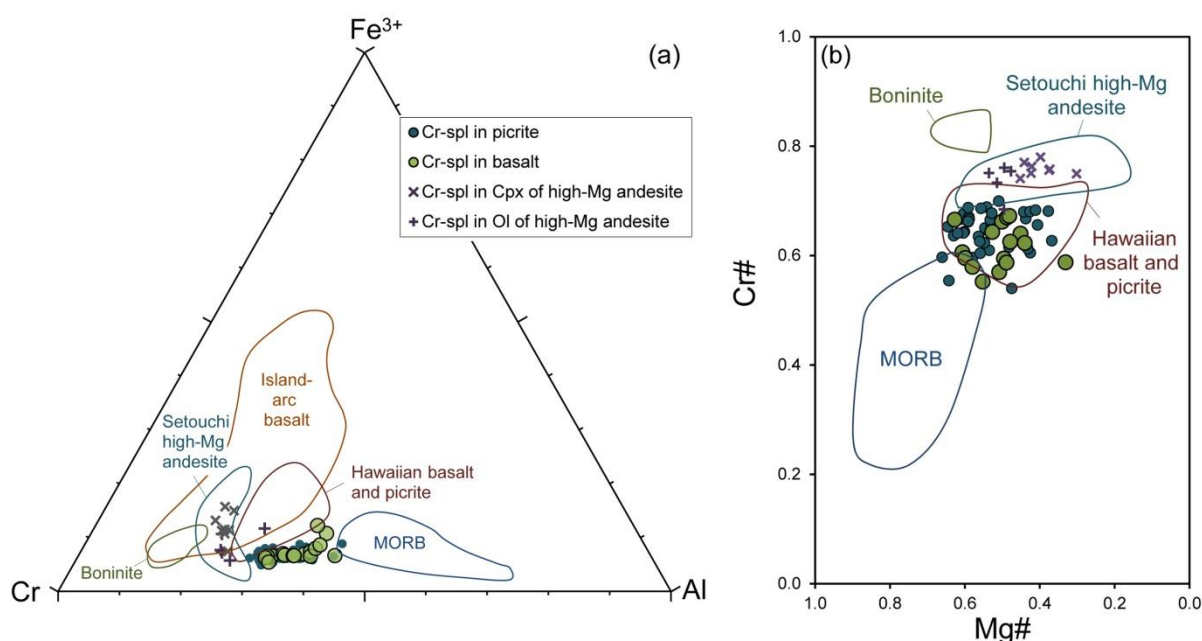 Fe3+
(a)
Cr-spl in picrite
Cr-spl in basalt
Cr-spl in Cpx of high-Mg andesite
Cr-spl in Ol of high-Mg andesite
Island-
arc
basalt
Setouchi
high-Mg
andesite
Hawaiian basalt
and picrite
MORB
Boninite
Cr
Al
(b)
1.0
0.8
0.6
0.4
0.2
0.0
Cr#
Setouchi high-Mg
andesite
Boninite
Hawaiian
basalt and
picrite
MORB
1.0
0.8
0.6
0.4
0.2
0.0
Mg#